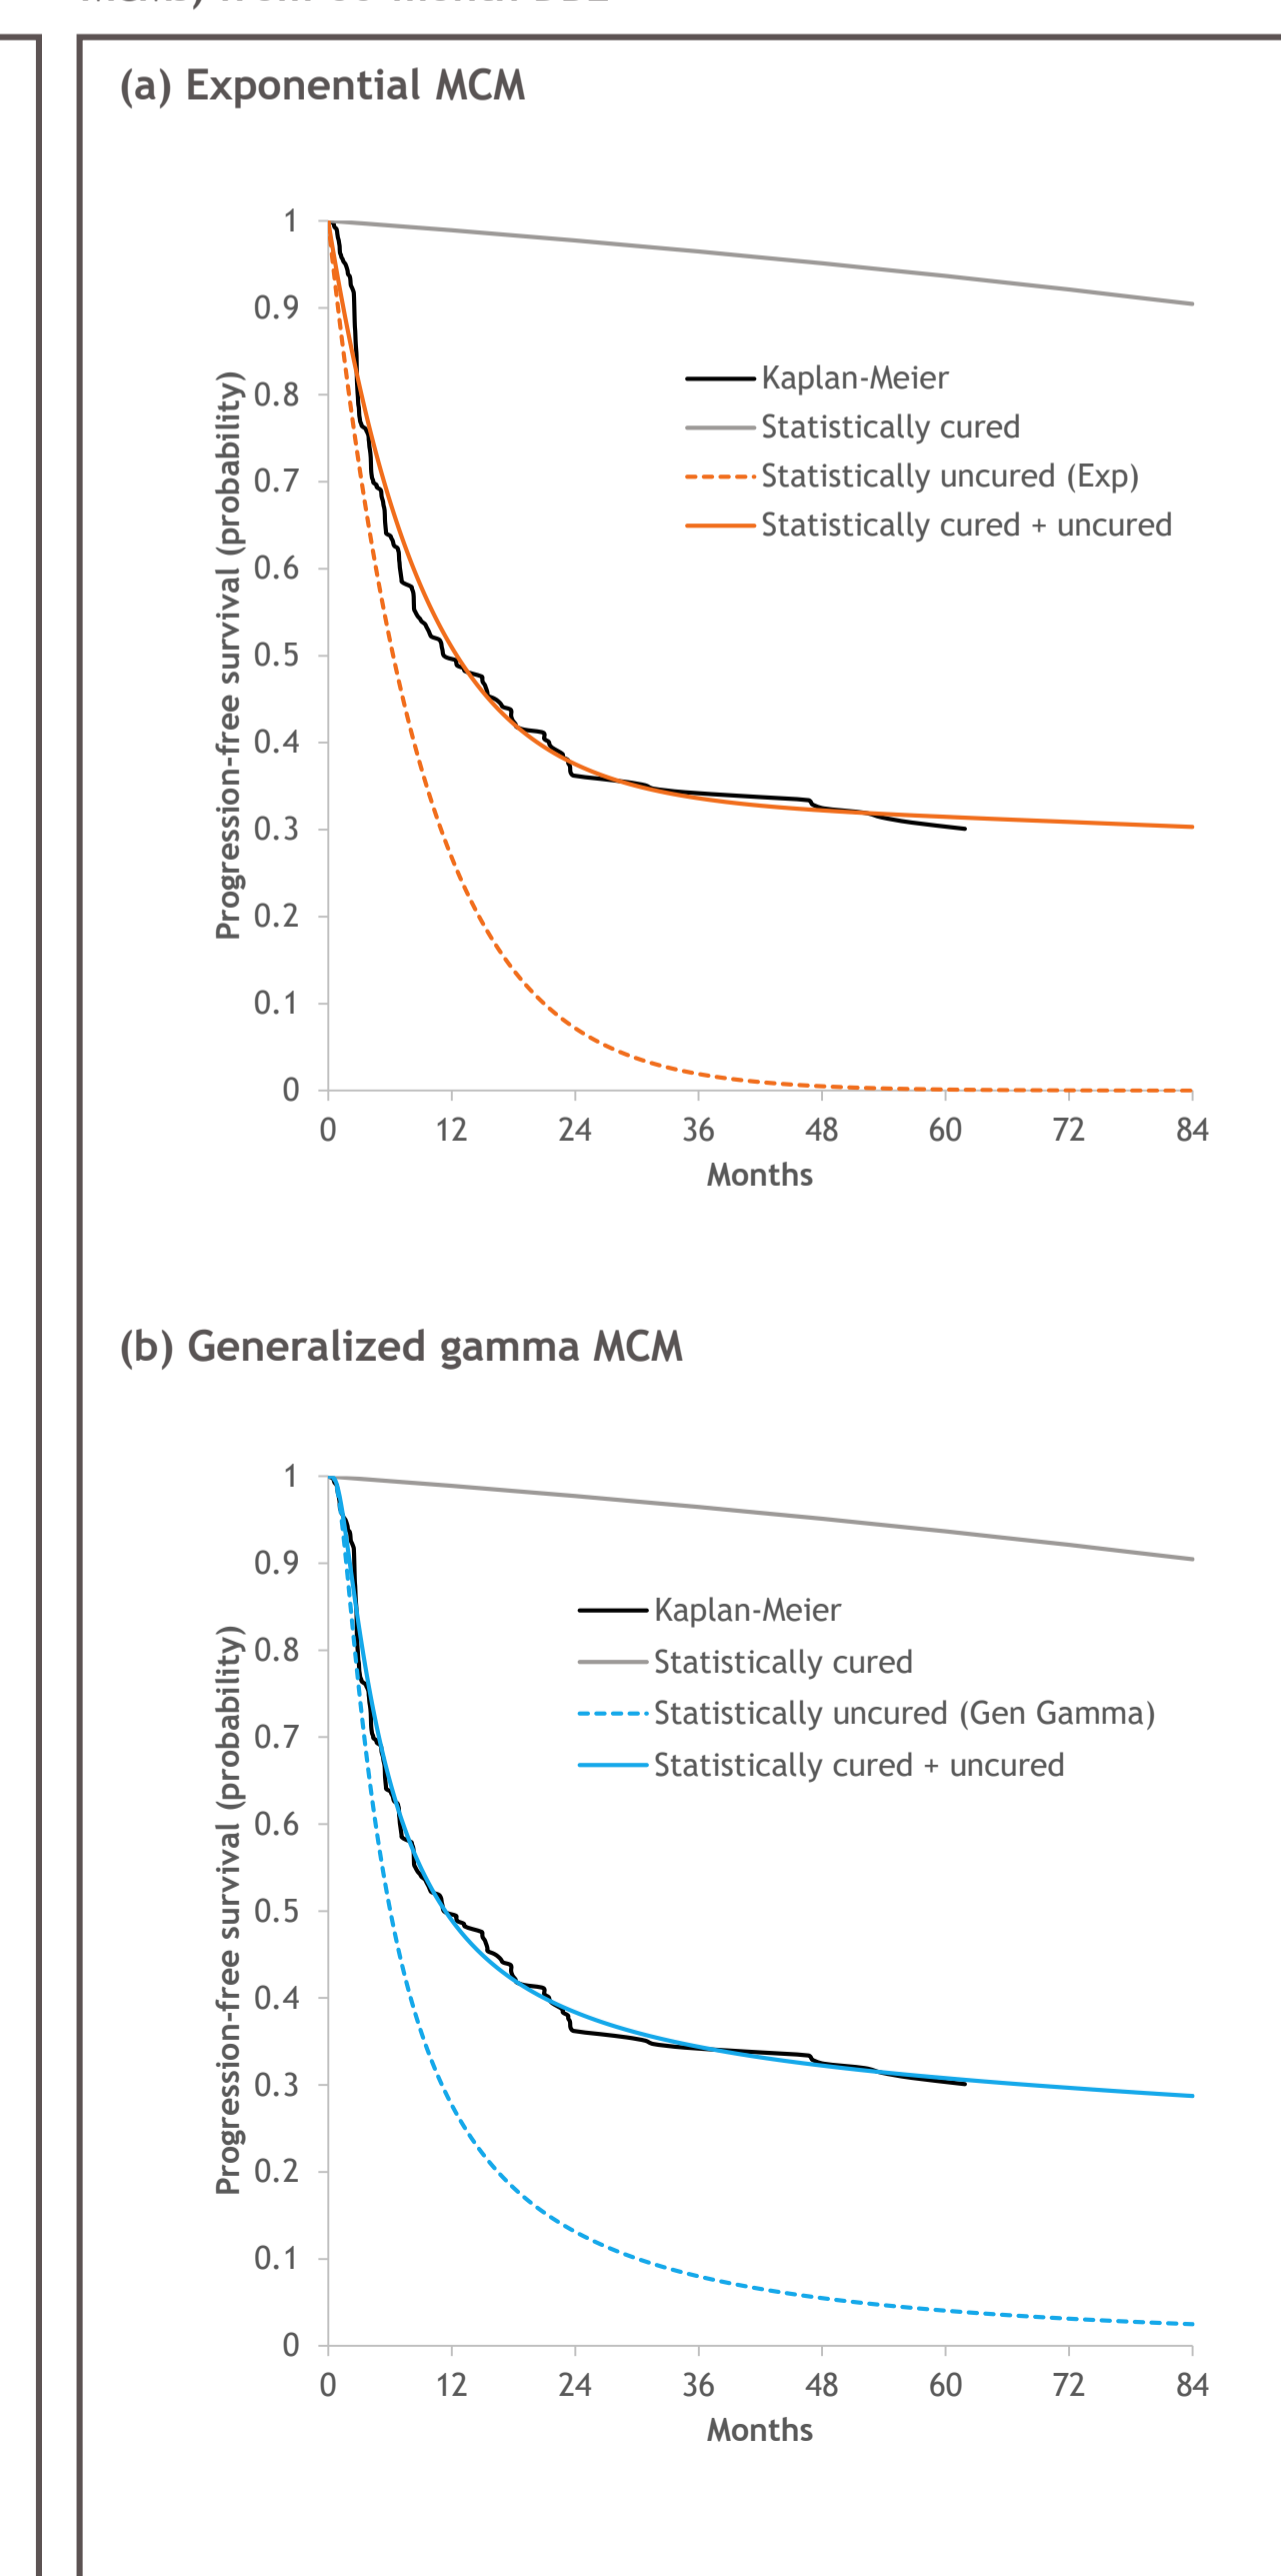 (a) Exponential MCM
1
0.9
0.8
0.7
0.6
0.5
0.4
0.3
0.2
0.1
0
Progression-free survival (probability)
Kaplan-Meier
Statistically cured
Statistically uncured (Exp)
Statistically cured + uncured
0 12 24 36 48 60 72 84
Months
(b) Generalized gamma MCM
1
0.9
0.8
0.7
0.6
0.5
0.4
0.3
0.2
0.1
0
Progression-free survival (probability)
Kaplan-Meier
Statistically cured
Statistically uncured (Gen Gamma)
Statistically cured + uncured
0 12 24 36 48 60 72 84
Months